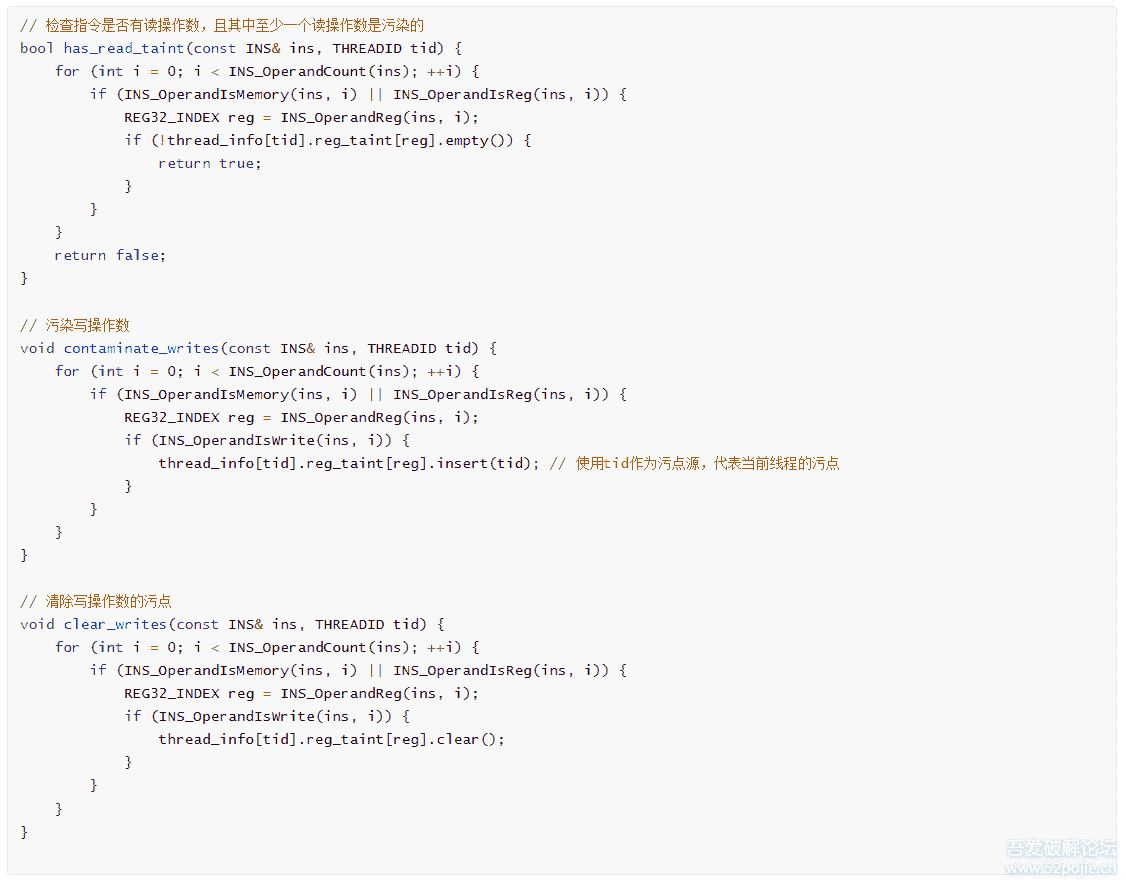 // 检查指令是否有读操作数，且其中至少一个读操作数是污染的
bool has_read_taint(const INS& ins, THREADID tid) {
    for (int i = 0; i < INS_OperandCount(ins); ++i) {
        if (INS_OperandIsMemory(ins, i) || INS_OperandIsReg(ins, i)) {
            REG32_INDEX reg = INS_OperandReg(ins, i);
            if (!thread_info[tid].reg_taint[reg].empty()) {
                return true;
            }
        }
    }
    return false;
}

// 污染写操作数
void contaminate_writes(const INS& ins, THREADID tid) {
    for (int i = 0; i < INS_OperandCount(ins); ++i) {
        if (INS_OperandIsMemory(ins, i) || INS_OperandIsReg(ins, i)) {
            REG32_INDEX reg = INS_OperandReg(ins, i);
            if (INS_OperandIsWrite(ins, i)) {
                thread_info[tid].reg_taint[reg].insert(tid); // 使用tid作为污点源，代表当前线程的污点
            }
        }
    }
}

// 清除写操作数的污点
void clear_writes(const INS& ins, THREADID tid) {
    for (int i = 0; i < INS_OperandCount(ins); ++i) {
        if (INS_OperandIsMemory(ins, i) || INS_OperandIsReg(ins, i)) {
            REG32_INDEX reg = INS_OperandReg(ins, i);
            if (INS_OperandIsWrite(ins, i)) {
                thread_info[tid].reg_taint[reg].clear();
            }
        }
    }
}
吾爱破解论坛
www.52pojie.cn